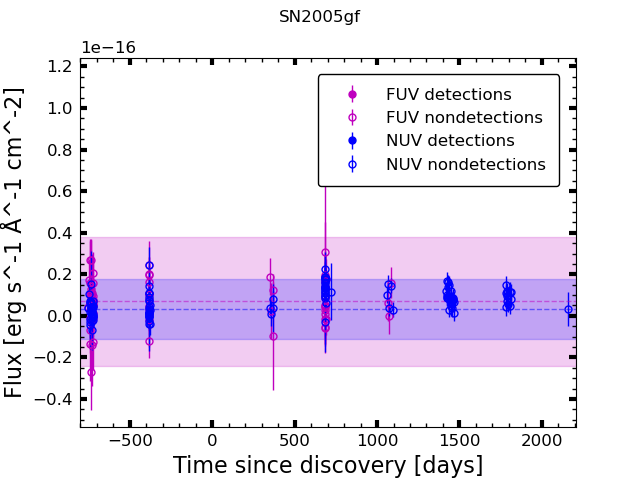 SN2005gf
1e−16
1.2
1.0
0.8
0.6
0.4
0.2
0.0
−0.2
−0.4
Flux [erg s^-1 Å^-1 cm^-2]
FUV detections
FUV nondetections
NUV detections
NUV nondetections
−500 0 500 1000 1500 2000
Time since discovery [days]